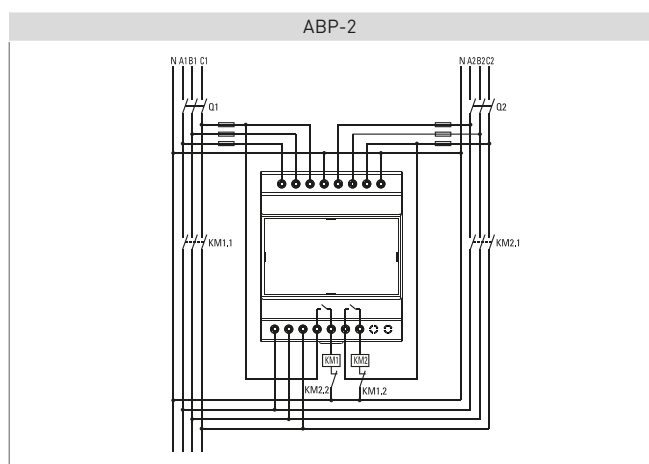 АВР-2
N A1 B1 C1
N A2 B2 C2
Q1
Q2
KM1.1
KM2.1
KM1
KM2
KM2.2
KM1.2